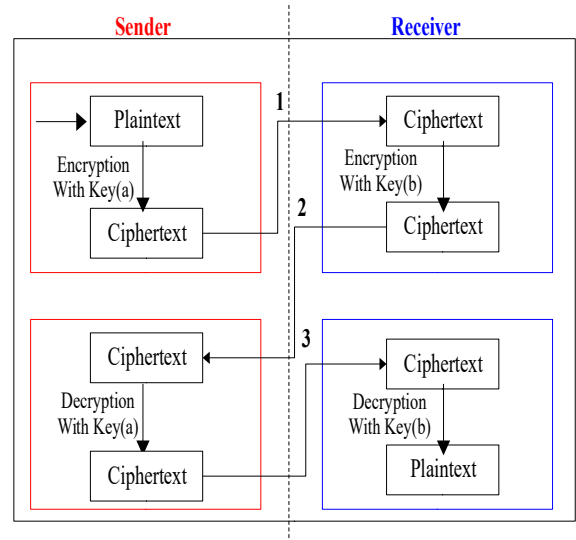 Sender
Receiver
1
Plaintext
Encryption
With Key(a)
Ciphertext
Ciphertext
Encryption
With Key(b)
Ciphertext
2
Ciphertext
Decryption
With Key(a)
Ciphertext
3
Ciphertext
Decryption
With Key(b)
Plaintext